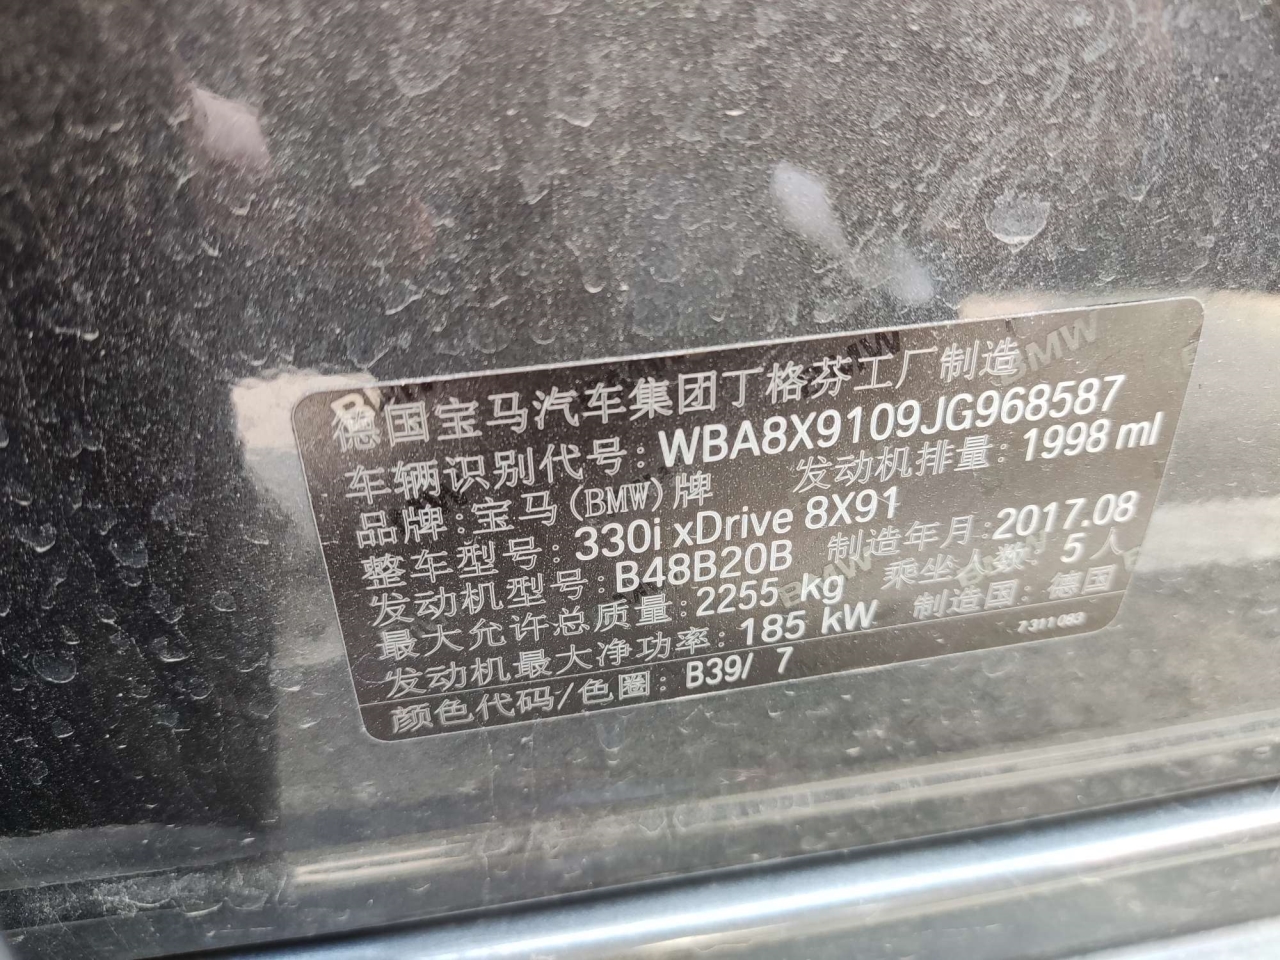 德国宝马汽车集团丁格芬工厂制造
车辆识别代号: WBA8X9109JG968587
品牌: 宝马(BMW)牌 发动机排量: 1998 ml
整车型号: 330i xDrive 8X91
发动机型号: B48B20B 制造年月: 2017.08
最大允许总质量: 2255 kg 乘坐人数: 5 人
发动机最大净功率: 185 kW 制造国: 德国
颜色代码/色圈: B39/ 7 7311083